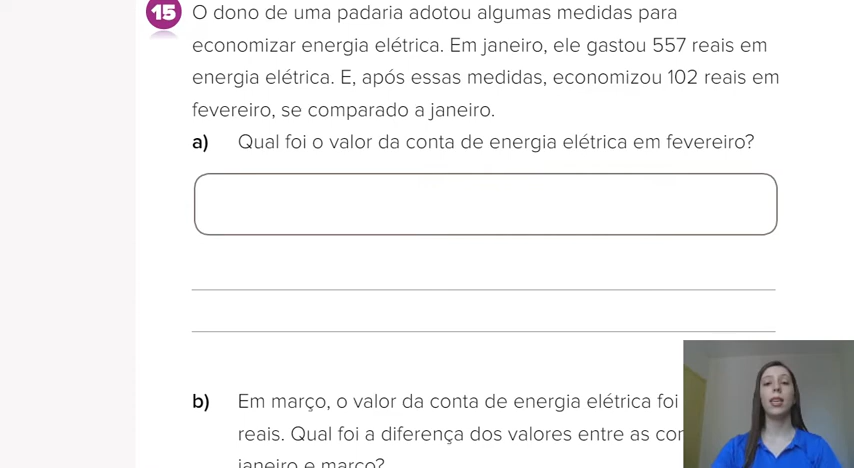 15 O dono de uma padaria adotou algumas medidas para
economizar energia elétrica. Em janeiro, ele gastou 557 reais em
energia elétrica. E, após essas medidas, economizou 102 reais em
fevereiro, se comparado a janeiro.
a) Qual foi o valor da conta de energia elétrica em fevereiro?
b) Em março, o valor da conta de energia elétrica foi
reais. Qual foi a diferença dos valores entre as
janeiro e março?